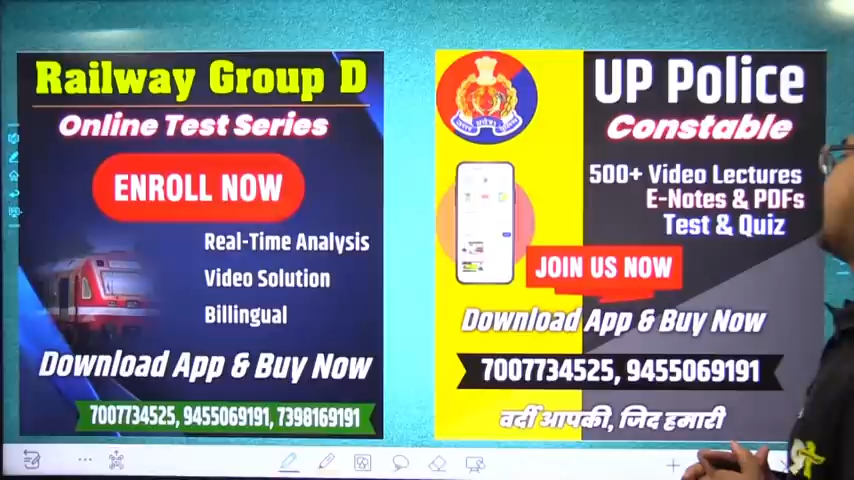 Railway Group D
Online Test Series
ENROLL NOW
Real-Time Analysis
Video Solution
Billingual
Download App & Buy Now
7007734525, 9455069191, 7398169191
UP Police
Constable
500+ Video Lectures
E-Notes & PDFs
Test & Quiz
JOIN US NOW
Download App & Buy Now
7007734525, 9455069191
वर्दी आपकी, जिद हमारी